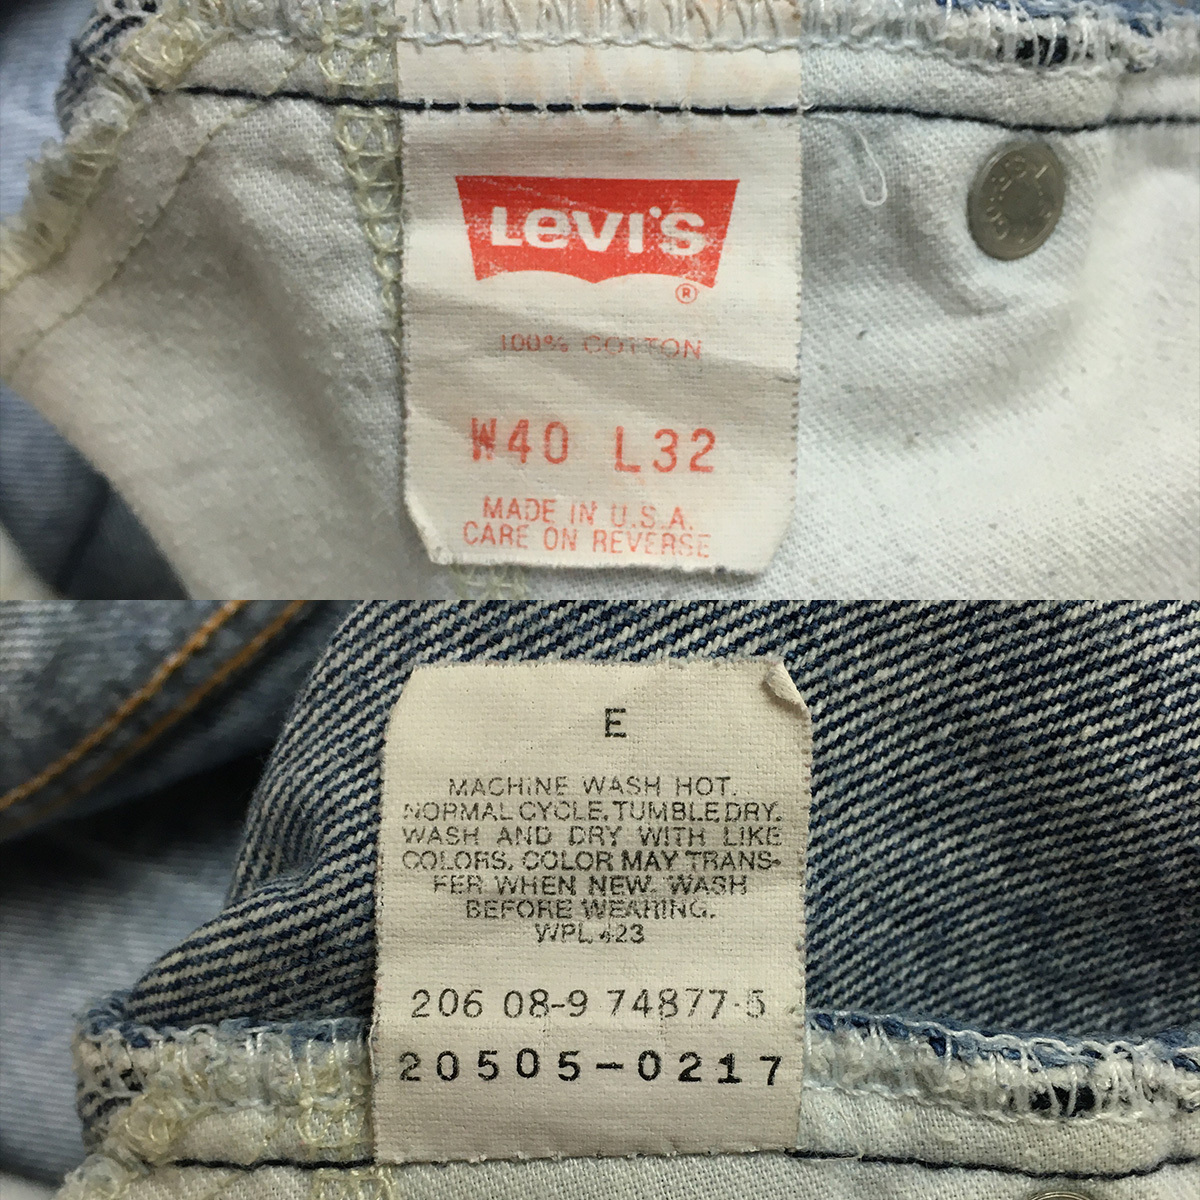 LEVI'S
®
100% COTTON
W40 L32
MADE IN U.S.A.
CARE ON REVERSE
E
MACHINE WASH HOT.
NORMAL CYCLE. TUMBLE DRY.
WASH AND DRY WITH LIKE
COLORS. COLOR MAY TRANS-
FER WHEN NEW. WASH
BEFORE WEARING.
WPL 423
206 08-9 74877-5
20505-0217